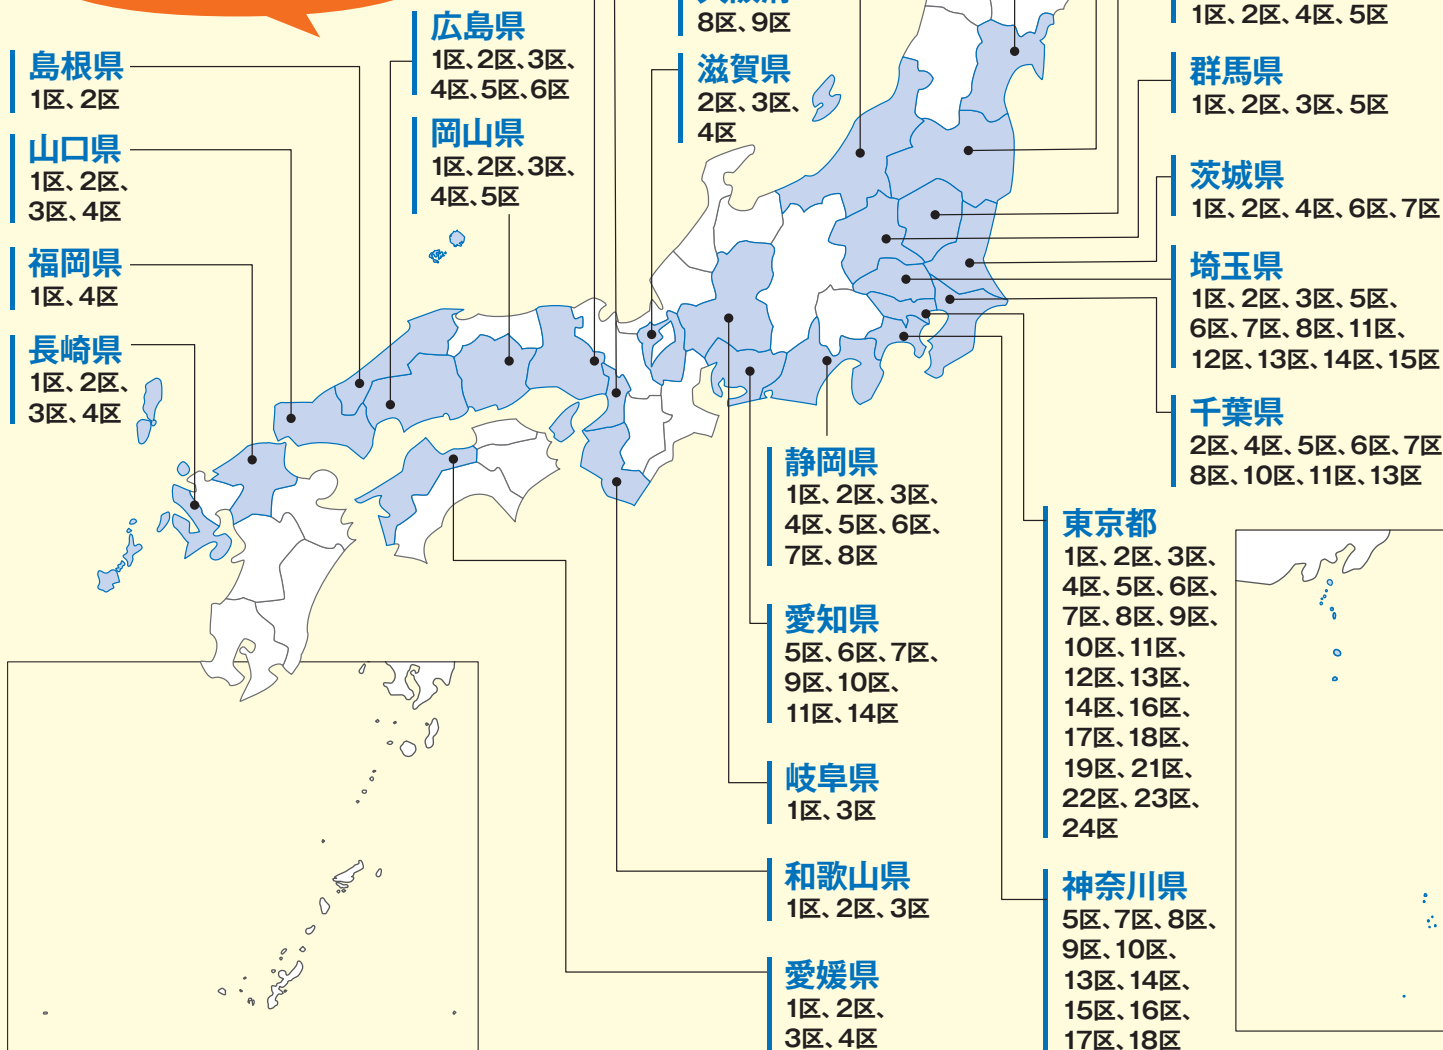 島根県
1区、2区
山口県
1区、2区、
3区、4区
福岡県
1区、4区
長崎県
1区、2区、
3区、4区
広島県
1区、2区、3区、
4区、5区、6区
岡山県
1区、2区、3区、
4区、5区
8区、9区
滋賀県
2区、3区、
4区
1区、2区、4区、5区
群馬県
1区、2区、3区、5区
茨城県
1区、2区、4区、6区、7区
埼玉県
1区、2区、3区、5区、
6区、7区、8区、11区、
12区、13区、14区、15区
千葉県
2区、4区、5区、6区、7区
8区、10区、11区、13区
静岡県
1区、2区、3区、
4区、5区、6区、
7区、8区
愛知県
5区、6区、7区、
9区、10区、
11区、14区
岐阜県
1区、3区
和歌山県
1区、2区、3区
愛媛県
1区、2区、
3区、4区
東京都
1区、2区、3区、
4区、5区、6区、
7区、8区、9区、
10区、11区、
12区、13区、
14区、16区、
17区、18区、
19区、21区、
22区、23区、
24区
神奈川県
5区、7区、8区、
9区、10区、
13区、14区、
15区、16区、
17区、18区